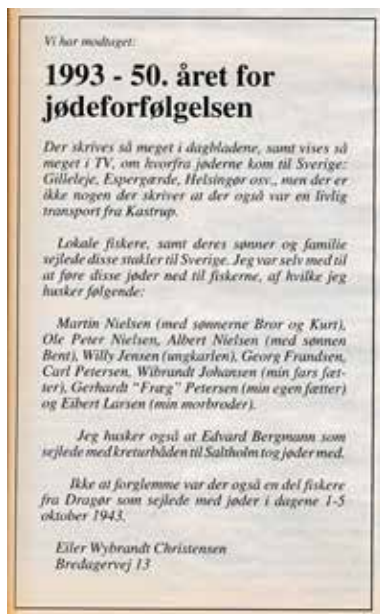 Vi har modtaget:
1993 - 50. året for
jødeforfølgelsen
Der skrives så meget i dagbladene, samt vises så
meget i TV, om hvorfra jøderne kom til Sverige:
Gilleleje, Espergærde, Helsingør osv., men der er
ikke nogen der skriver at der også var en livlig
transport fra Kastrup.
Lokale fiskere, samt deres sønner og familie
sejlede disse stakler til Sverige. Jeg var selv med til
at føre disse jøder ned til fiskerne, af hvilke jeg
husker følgende:
Martin Nielsen (med sønnerne Bror og Kurt),
Ole Peter Nielsen, Albert Nielsen (med sønnen
Bent), Willy Jensen (ungkarlen), Georg Frandsen,
Carl Petersen, Wibrandt Johansen (min fars fæt-
ter), Gerhardt "Fræg" Petersen (min egen fætter)
og Eibert Larsen (min morbroder).
Jeg husker også at Edvard Bergmann som
sejlede med kreturbåden til Saltholm tog jøder med.
Ikke at forglemme var der også en del fiskere
fra Dragør som sejlede med jøder i dagene 1-5
oktober 1943.
Eiler Wybrandt Christensen
Bredagervej 13